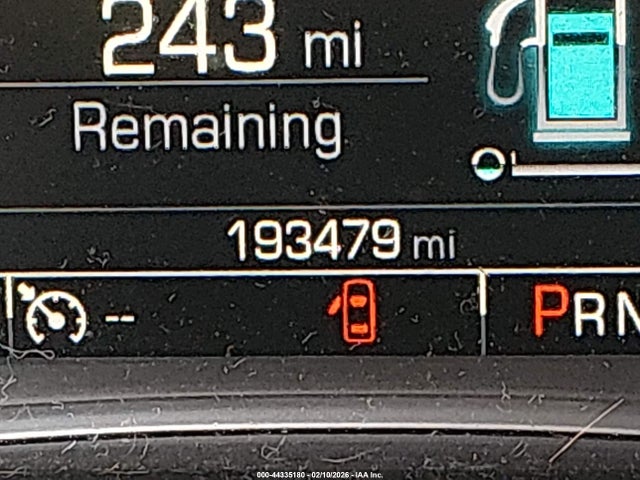 243 mi
Remaining
193479 mi
--
PRN
000-44335180 - 02/10/2026 - IAA Inc.